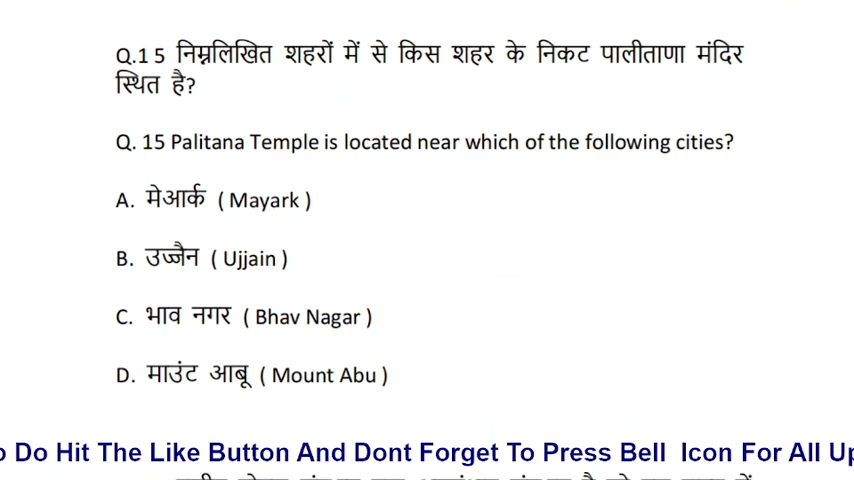 Q.1 5 निम्नलिखित शहरों में से किस शहर के निकट पालीताणा मंदिर
स्थित है?
Q. 15 Palitana Temple is located near which of the following cities?
A. मेआर्क ( Mayark )
B. उज्जैन ( Ujjain )
C. भाव नगर ( Bhav Nagar )
D. माउंट आबू ( Mount Abu )
Do Hit The Like Button And Dont Forget To Press Bell Icon For All